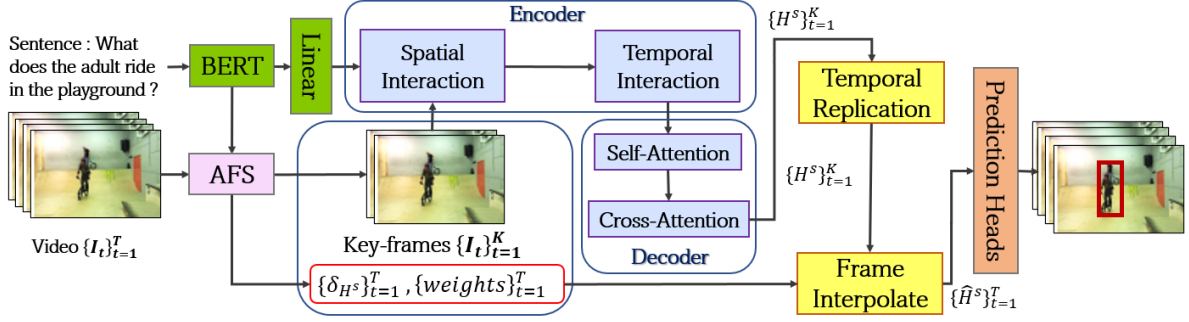 Sentence : What
does the adult ride
in the playground ?
BERT
Linear
Encoder
Spatial
Interaction
Temporal
Interaction
{H^s}_{t=1}^K
Temporal
Replication
Prediction Heads
AFS
Self-Attention
{H^s}_{t=1}^K
Cross-Attention
Video {I_t}_{t=1}^T
Key-frames {I_t}_{t=1}^K
Decoder
{δ_{H^s}}_{t=1}^T , {weights}_{t=1}^T
Frame
Interpolate
{Ĥ^s}_{t=1}^T